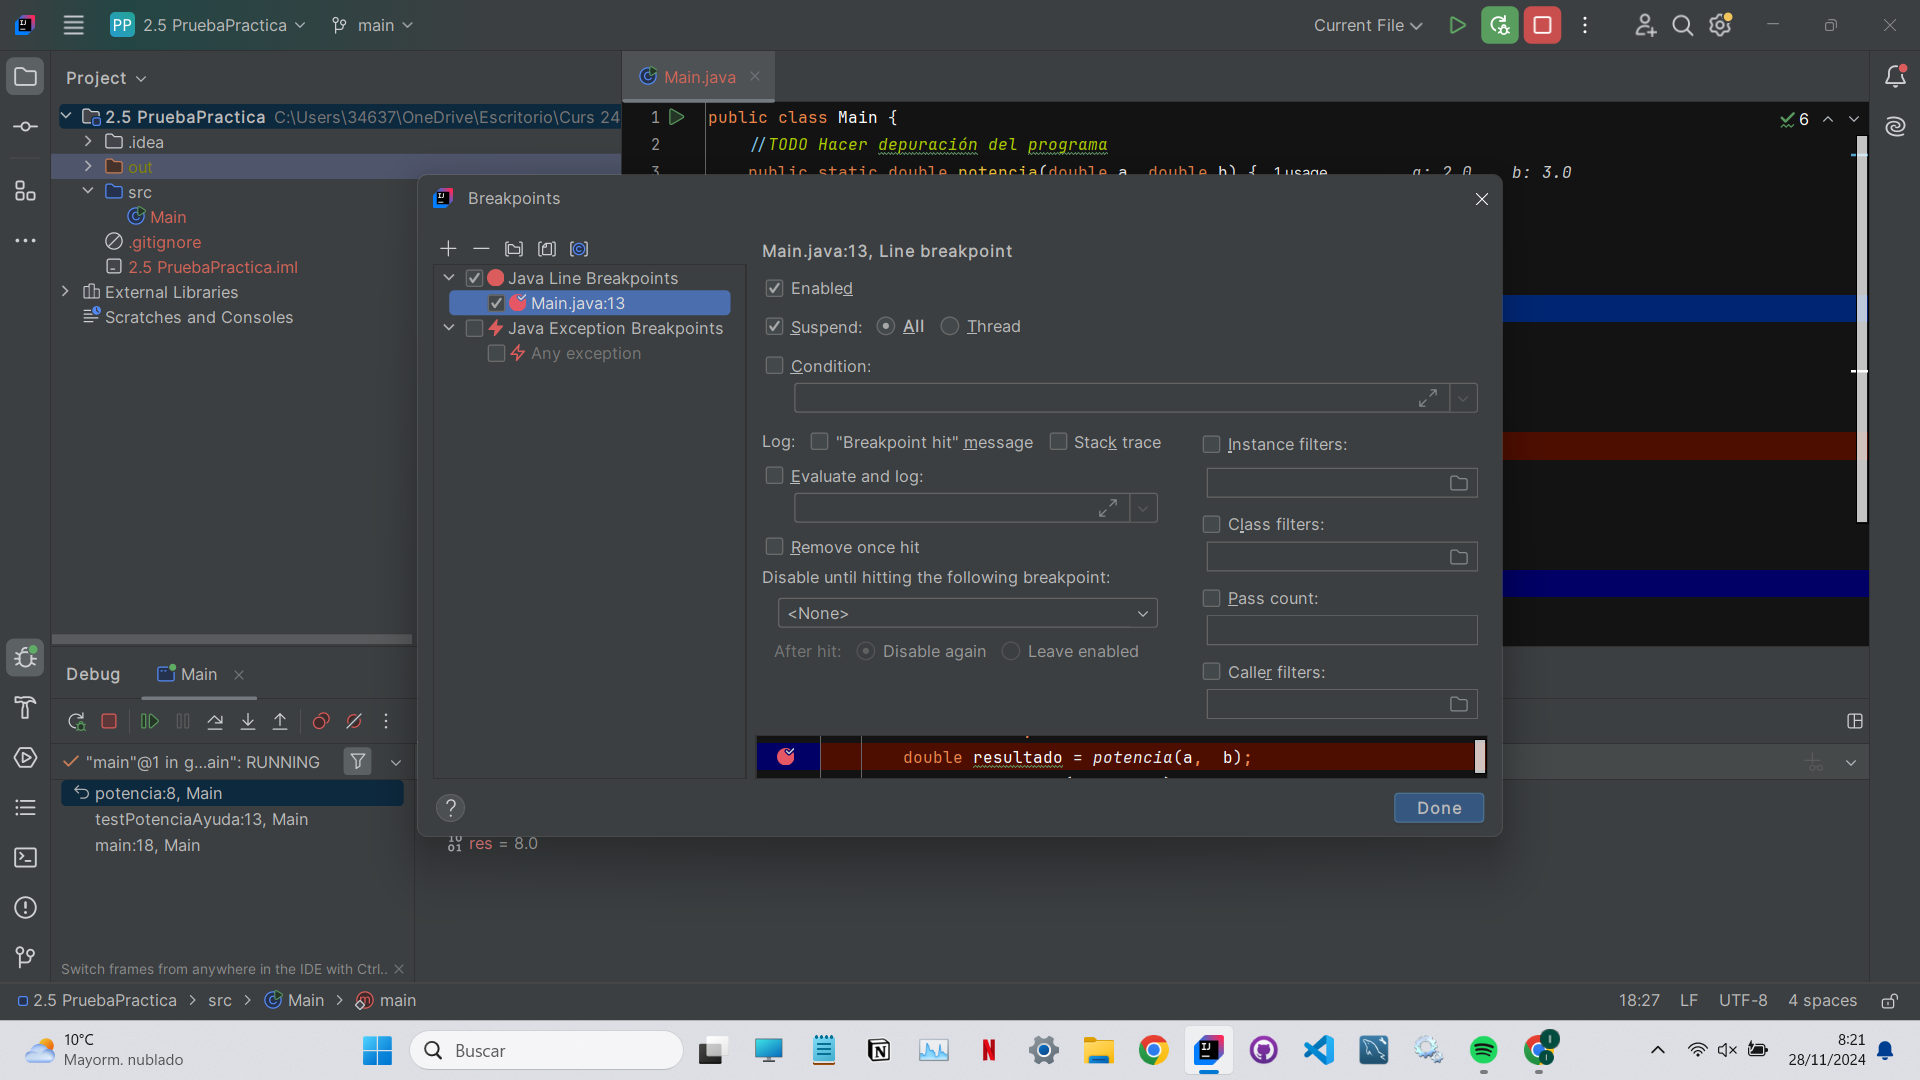 PP 2.5 PruebaPractica main Current File
Project
Main.java
2.5 PruebaPractica C:\Users\34637\OneDrive\Escritorio\Curs 24
.idea
out
src
Main
.gitignore
2.5 PruebaPractica.iml
External Libraries
Scratches and Consoles
1 public class Main {
2 //TODO Hacer depuración del programa
3 public static double potencia(double a, double b) { 1 usage a: 2.0 b: 3.0
6
Breakpoints
Java Line Breakpoints
Main.java:13
Java Exception Breakpoints
Any exception
Main.java:13, Line breakpoint
Enabled
Suspend: All Thread
Condition:
Log: "Breakpoint hit" message Stack trace
Evaluate and log:
Remove once hit
Disable until hitting the following breakpoint:
<None>
After hit: Disable again Leave enabled
Instance filters:
Class filters:
Pass count:
Caller filters:
double resultado = potencia(a, b);
? Done
Debug Main
"main"@1 in g...ain": RUNNING
potencia:8, Main
testPotenciaAyuda:13, Main
main:18, Main
res = 8.0
Switch frames from anywhere in the IDE with Ctrl..
2.5 PruebaPractica > src > Main > main
18:27 LF UTF-8 4 spaces
10°C
Mayorm. nublado
Buscar
8:21
28/11/2024